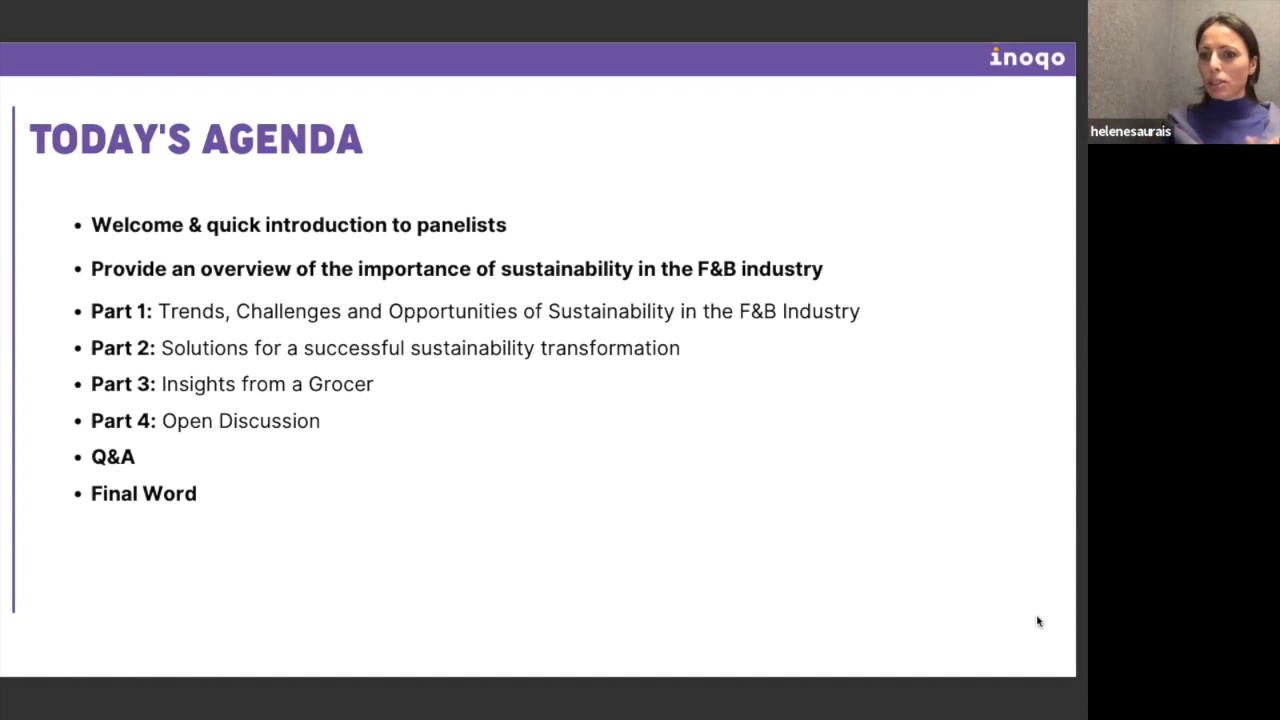 inoqo
helenesaurais
TODAY'S AGENDA
• Welcome & quick introduction to panelists
• Provide an overview of the importance of sustainability in the F&B industry
• Part 1: Trends, Challenges and Opportunities of Sustainability in the F&B Industry
• Part 2: Solutions for a successful sustainability transformation
• Part 3: Insights from a Grocer
• Part 4: Open Discussion
• Q&A
• Final Word